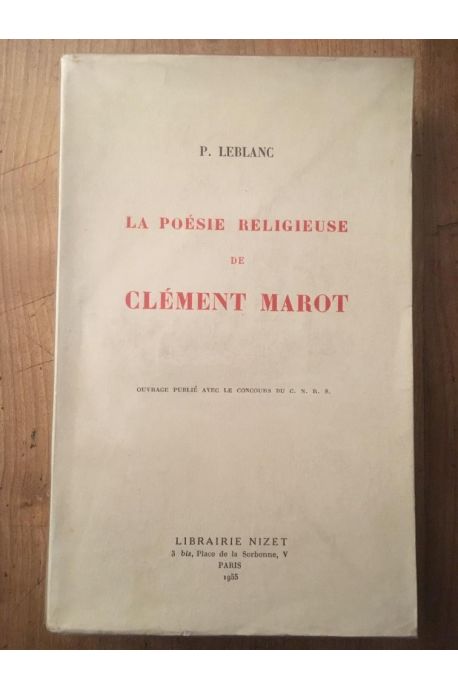 P. LEBLANC
LA POÉSIE RELIGIEUSE
DE
CLÉMENT MAROT
OUVRAGE PUBLIÉ AVEC LE CONCOURS DU C. N. R. S.
LIBRAIRIE NIZET
3 bis, Place de la Sorbonne, V
PARIS
1955